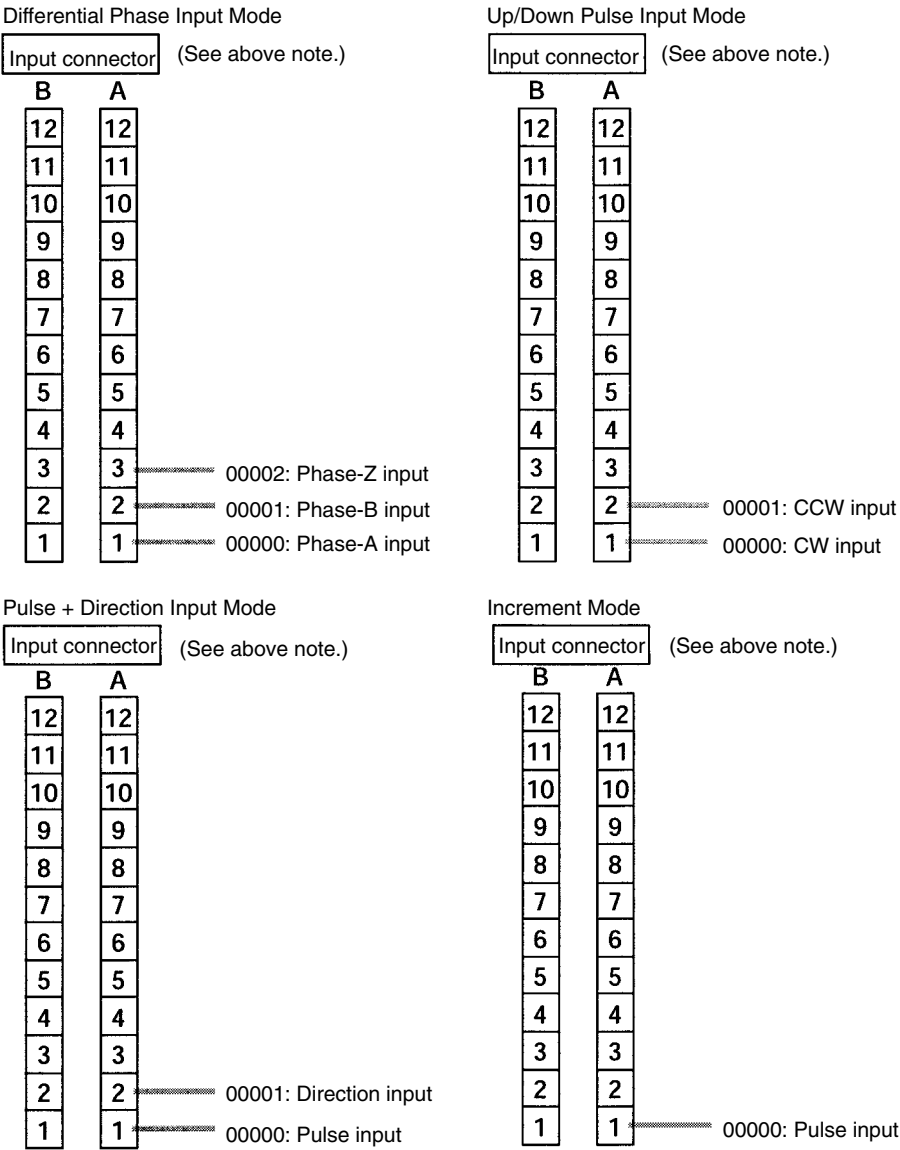 Differential Phase Input Mode
Input connector (See above note.)
B A
12 12
11 11
10 10
9 9
8 8
7 7
6 6
5 5
4 4
3 3 00002: Phase-Z input
2 2 00001: Phase-B input
1 1 00000: Phase-A input
Up/Down Pulse Input Mode
Input connector (See above note.)
B A
12 12
11 11
10 10
9 9
8 8
7 7
6 6
5 5
4 4
3 3
2 2 00001: CCW input
1 1 00000: CW input
Pulse + Direction Input Mode
Input connector (See above note.)
B A
12 12
11 11
10 10
9 9
8 8
7 7
6 6
5 5
4 4
3 3
2 2 00001: Direction input
1 1 00000: Pulse input
Increment Mode
Input connector (See above note.)
B A
12 12
11 11
10 10
9 9
8 8
7 7
6 6
5 5
4 4
3 3
2 2
1 1 00000: Pulse input